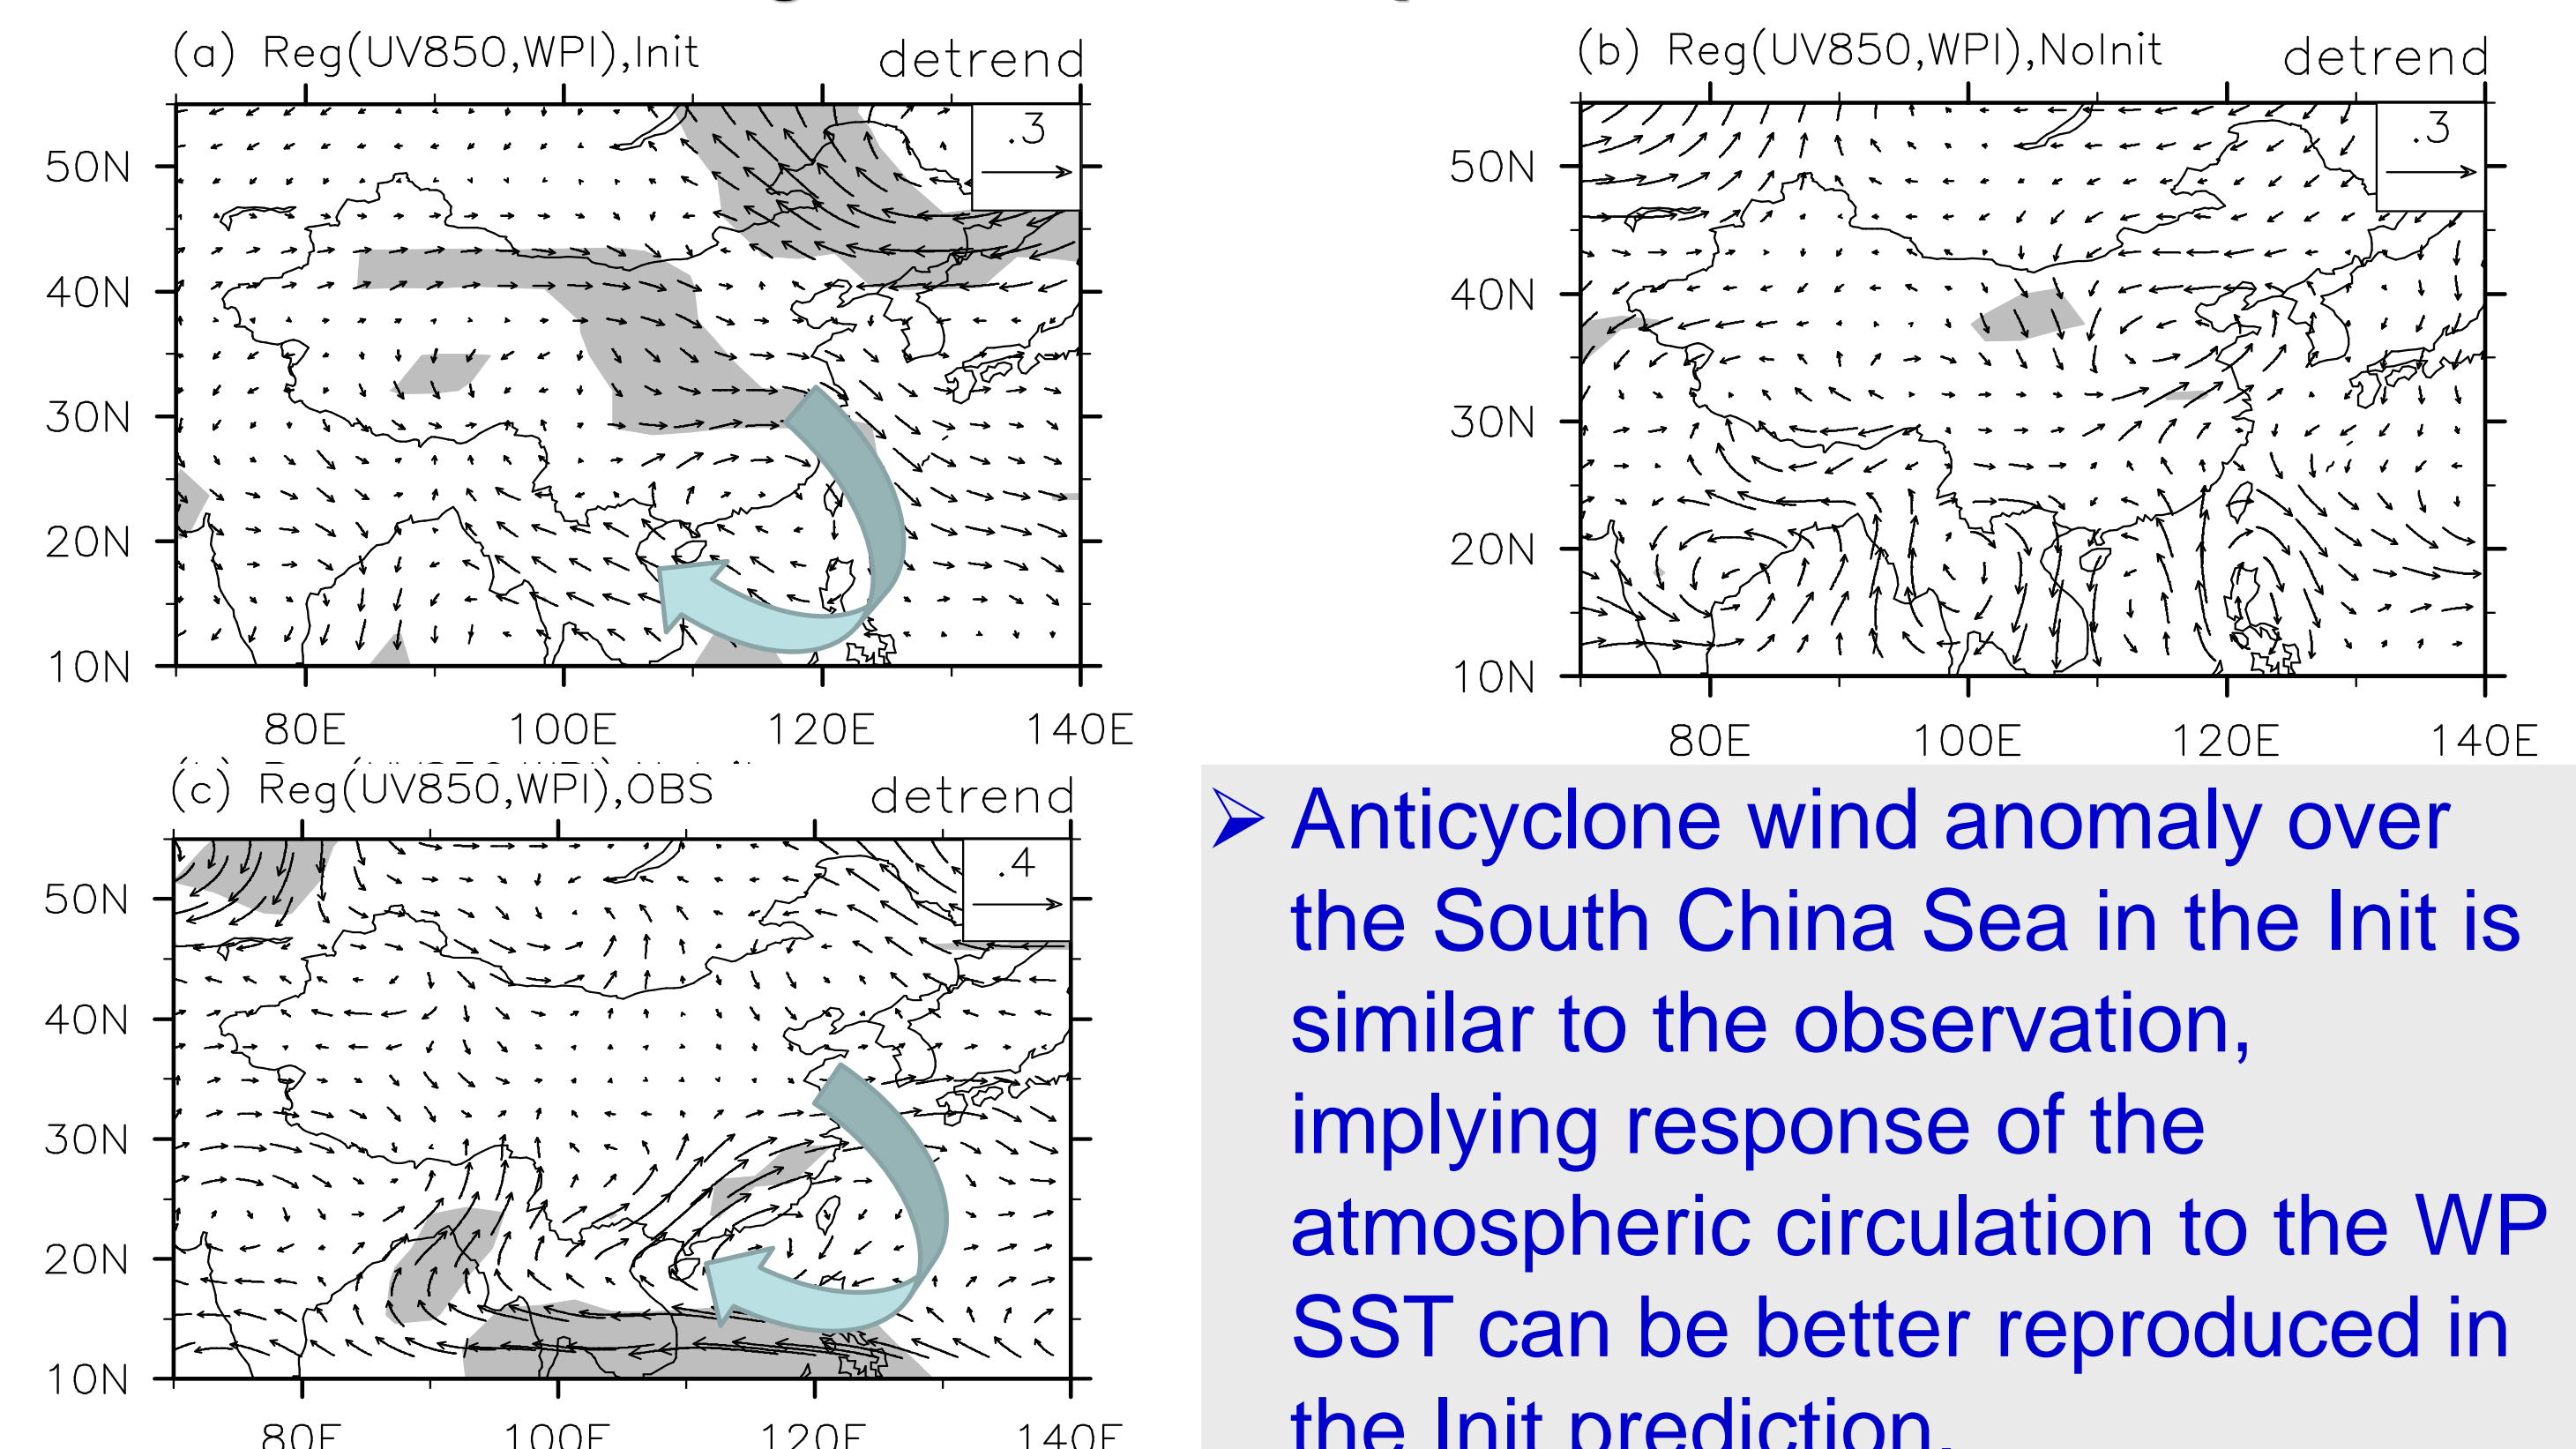 (a) Reg(UV850,WPI),Init detrend
.3
50N
40N
30N
20N
10N
80E 100E 120E 140E
(b) Reg(UV850,WPI),NoInit detrend
.3
50N
40N
30N
20N
10N
80E 100E 120E 140E
(c) Reg(UV850,WPI),OBS detrend
.4
50N
40N
30N
20N
10N
80E 100E 120E 140E
➢ Anticyclone wind anomaly over
the South China Sea in the Init is
similar to the observation,
implying response of the
atmospheric circulation to the WP
SST can be better reproduced in
the Init prediction.